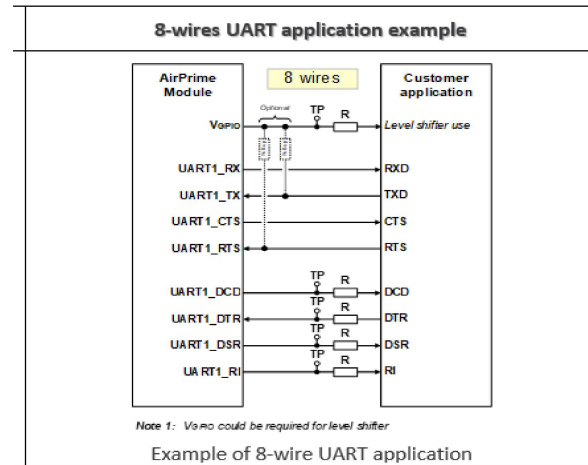 8-wires UART application example
AirPrime
Module
8 wires
Customer
application
Optional
TP
R
VGPIO
Level shifter use
UART1_RX
RXD
UART1_TX
TXD
UART1_CTS
CTS
UART1_RTS
RTS
TP
R
UART1_DCD
DCD
TP
R
UART1_DTR
DTR
TP
R
UART1_DSR
DSR
TP
R
UART1_RI
RI
Note 1: VGPIO could be required for level shifter
Example of 8-wire UART application